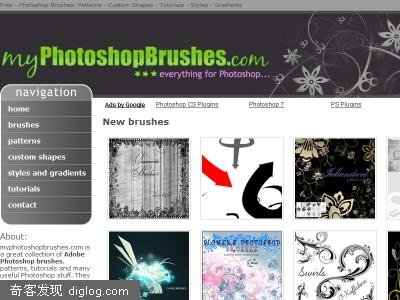 Free - Photoshop Brushes- Patterns - Custom Shapes - Tutorials - Styles - Gradiants
myPHOTOSHOPBRUSHES.com
everything for Photoshop...
navigation
home
brushes
patterns
custom shapes
styles and gradients
tutorials
contact
Ads by Google
Photoshop CS Plugins
Photoshop 7
PS Plugins
New brushes
About:
myphotoshopbrushes.com is
a great collection of Adobe
Photoshop brushes,
patterns, tutorials and many
useful Photoshop stuff. They
Swirls
奇客发现 diglog.com